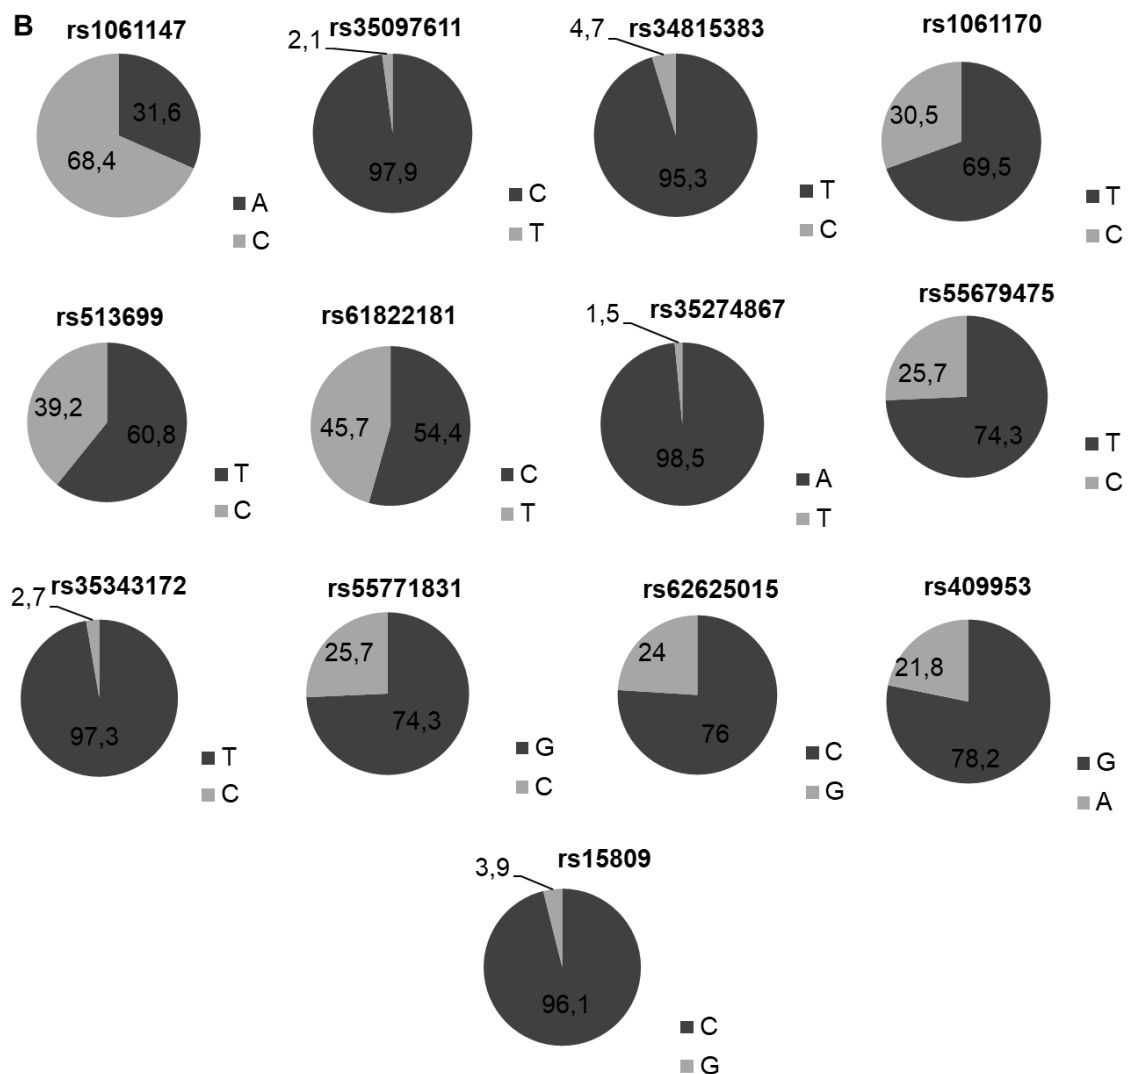 B
rs1061147
31,6
68,4
A
C
rs35097611
2,1
97,9
C
T
rs34815383
4,7
95,3
T
C
rs1061170
30,5
69,5
T
C
rs513699
39,2
60,8
T
C
rs61822181
45,7
54,4
C
T
rs35274867
1,5
98,5
A
T
rs55679475
25,7
74,3
T
C
rs35343172
2,7
97,3
T
C
rs55771831
25,7
74,3
G
C
rs62625015
24
76
C
G
rs409953
21,8
78,2
G
A
rs15809
3,9
96,1
C
G